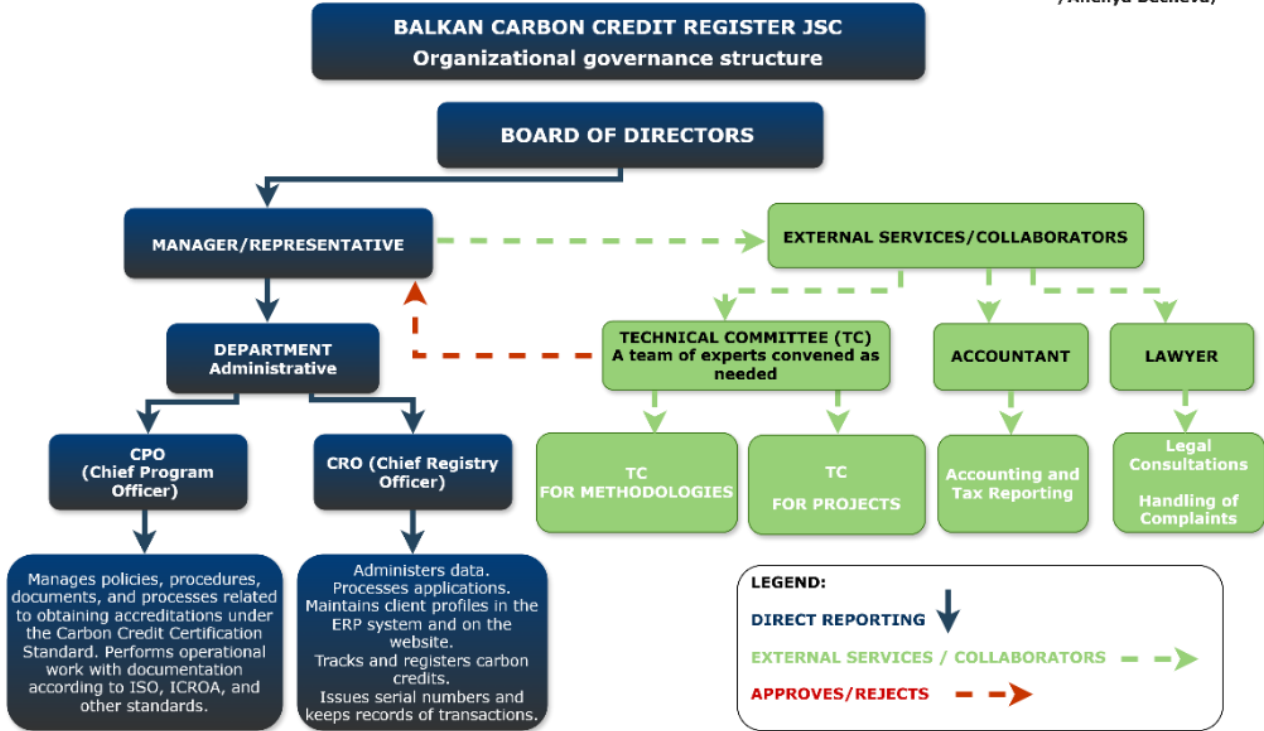 BALKAN CARBON CREDIT REGISTER JSC
Organizational governance structure
BOARD OF DIRECTORS
MANAGER/REPRESENTATIVE
EXTERNAL SERVICES/COLLABORATORS
DEPARTMENT
Administrative
TECHNICAL COMMITTEE (TC)
A team of experts convened as
needed
ACCOUNTANT
LAWYER
CPO
(Chief Program
Officer)
CRO (Chief Registry
Officer)
TC
FOR METHODOLOGIES
TC
FOR PROJECTS
Accounting and
Tax Reporting
Legal
Consultations
Handling of
Complaints
Manages policies, procedures,
documents, and processes related
to obtaining accreditations under
the Carbon Credit Certification
Standard. Performs operational
work with documentation
according to ISO, ICROA, and
other standards.
Administers data.
Processes applications.
Maintains client profiles in the
ERP system and on the
website.
Tracks and registers carbon
credits.
Issues serial numbers and
keeps records of transactions.
LEGEND:
DIRECT REPORTING
EXTERNAL SERVICES / COLLABORATORS
APPROVES/REJECTS